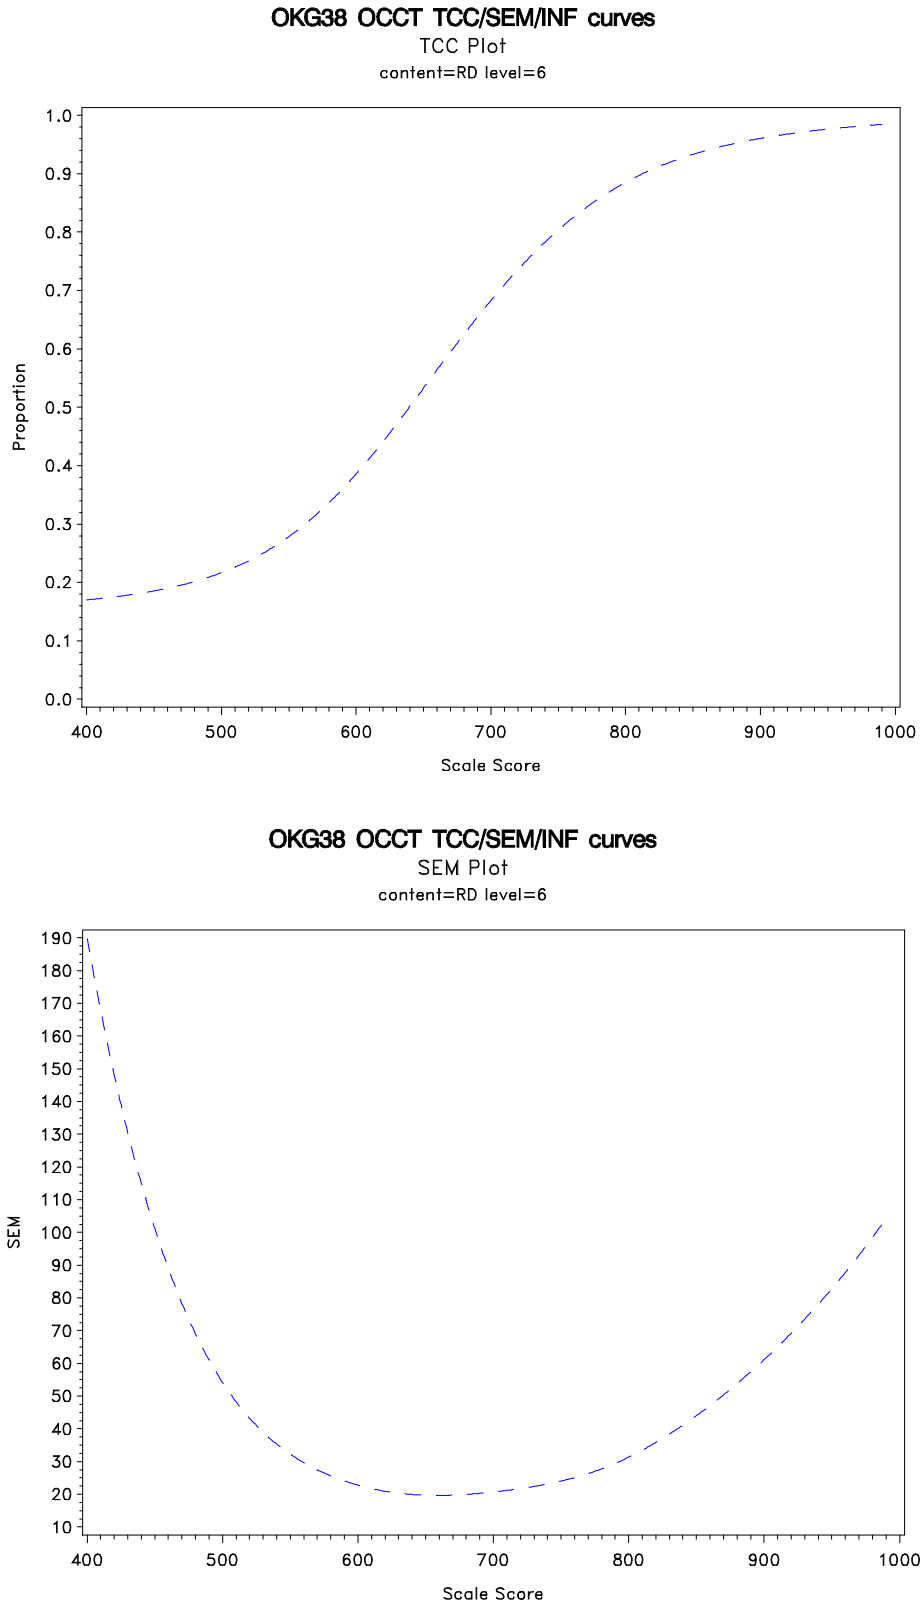 OKG38 OCCT TCC/SEM/INF curves
TCC Plot
content=RD level=6
1.0
0.9
0.8
0.7
0.6
0.5
0.4
0.3
0.2
0.1
0.0
Proportion
400 500 600 700 800 900 1000
Scale Score
OKG38 OCCT TCC/SEM/INF curves
SEM Plot
content=RD level=6
190
180
170
160
150
140
130
120
110
100
90
80
70
60
50
40
30
20
10
SEM
400 500 600 700 800 900 1000
Scale Score